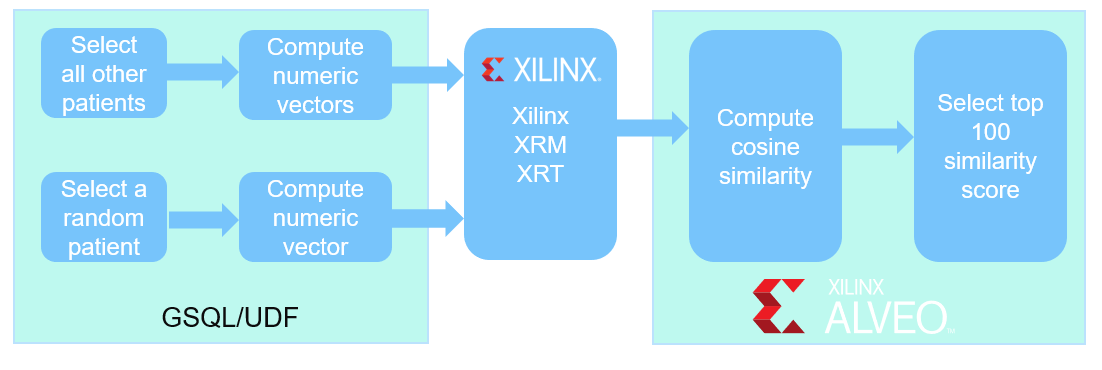 Select
all other
patients
Compute
numeric
vectors
Select a
random
patient
Compute
numeric
vector
GSQL/UDF
XILINX®
Xilinx
XRM
XRT
Compute
cosine
similarity
Select top
100
similarity
score
XILINX
ALVEO™